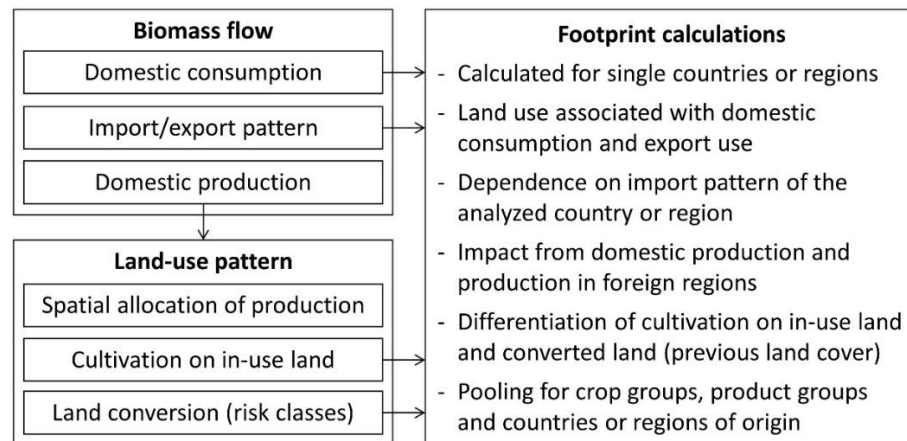 Biomass flow
Domestic consumption
Import/export pattern
Domestic production
Land-use pattern
Spatial allocation of production
Cultivation on in-use land
Land conversion (risk classes)
Footprint calculations
- Calculated for single countries or regions
- Land use associated with domestic
consumption and export use
- Dependence on import pattern of the
analyzed country or region
- Impact from domestic production and
production in foreign regions
- Differentiation of cultivation on in-use land
and converted land (previous land cover)
- Pooling for crop groups, product groups
and countries or regions of origin